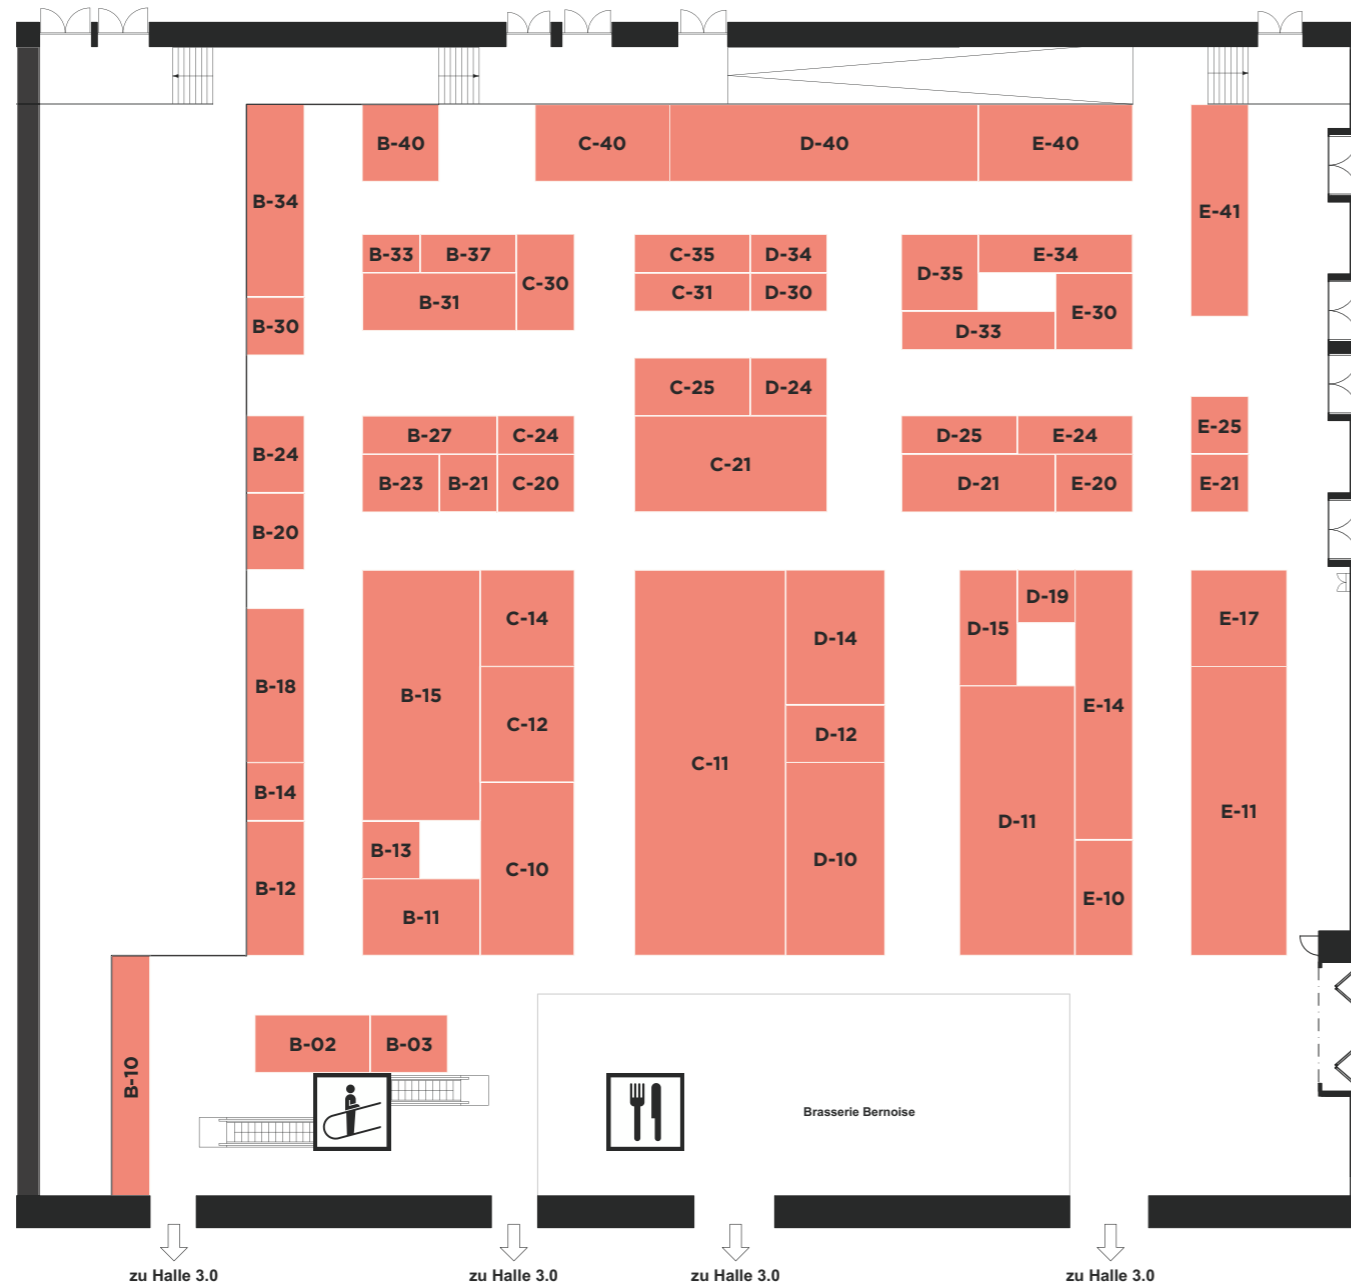 B-40
C-40
D-40
E-40
B-34
E-41
B-33
B-37
C-30
C-35
D-34
D-35
E-34
B-31
C-31
D-30
E-30
B-30
D-33
C-25
D-24
E-25
B-27
C-24
D-25
E-24
B-24
C-21
B-23
B-21
C-20
D-21
E-20
E-21
B-20
C-14
D-14
D-15
D-19
E-17
B-18
B-15
C-12
D-12
E-14
C-11
B-14
D-11
E-11
B-13
C-10
D-10
B-12
B-11
E-10
B-02
B-03
B-10
Brasserie Bernoise
zu Halle 3.0
zu Halle 3.0
zu Halle 3.0
zu Halle 3.0